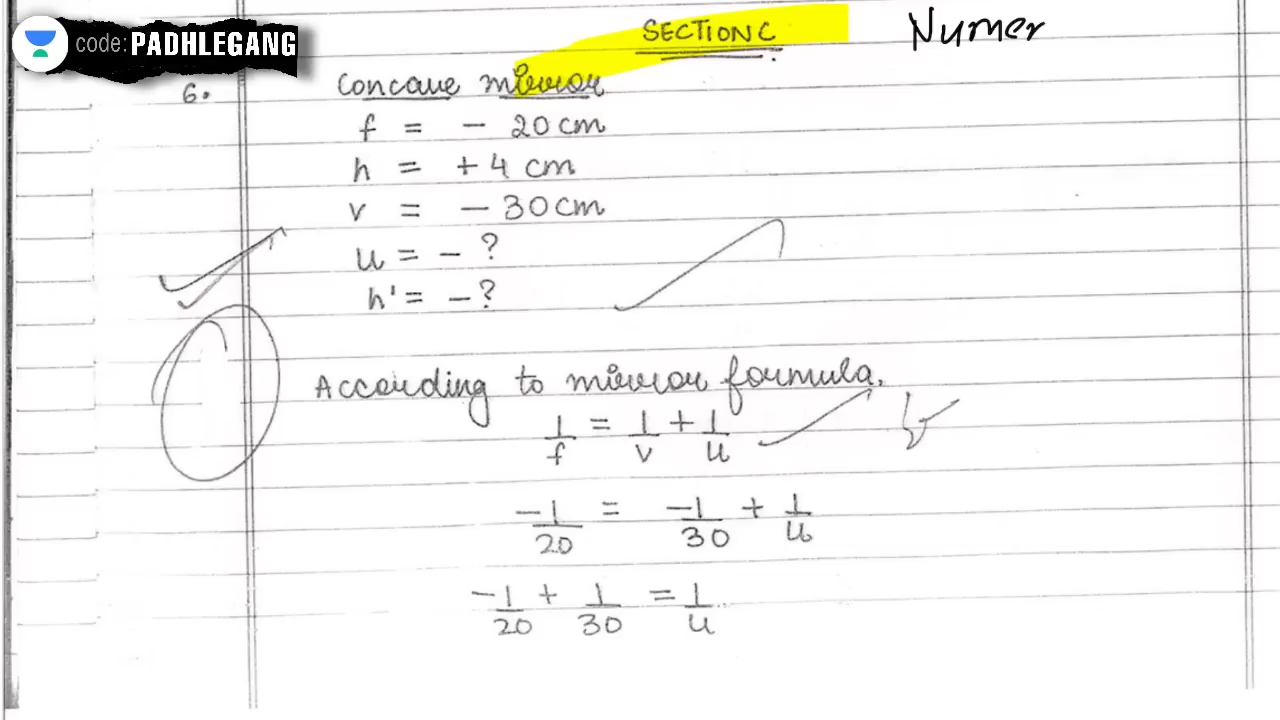 code: PADHLEGANG
SECTION C
Numer
6. Concave mirror
f = - 20 cm
h = + 4 cm
v = - 30 cm
u = - ?
h' = - ?
According to mirror formula,
1/f = 1/v + 1/u
-1/20 = -1/30 + 1/u
-1/20 + 1/30 = 1/u